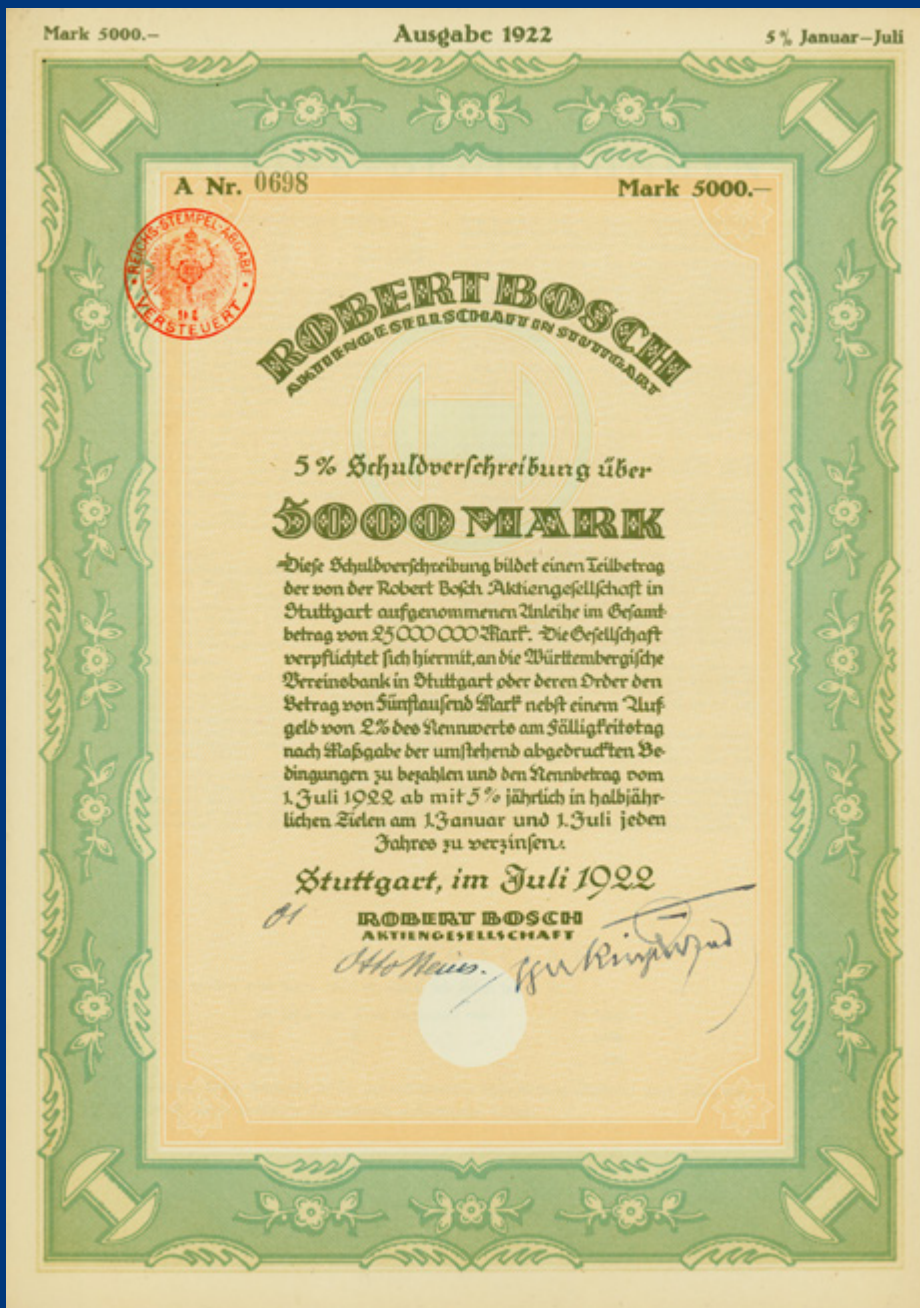 Mark 5000.–
Ausgabe 1922
5% Januar–Juli
A Nr. 0698
Mark 5000.–
REICHS-STEMPEL-ABGABE
94
VERSTEUERT
ROBERT BOSCH
AKTIENGESELLSCHAFT IN STUTTGART
5% Schuldverschreibung über
5000 MARK
Diese Schuldverschreibung bildet einen Teilbetrag
der von der Robert Bosch Aktiengesellschaft in
Stuttgart aufgenommenen Anleihe im Gesamt-
betrag von 25 000 000 Mark. Die Gesellschaft
verpflichtet sich hiermit, an die Württembergische
Vereinsbank in Stuttgart oder deren Order den
Betrag von Fünftausend Mark nebst einem Auf-
geld von 2% des Nennwerts am Fälligkeitstag
nach Maßgabe der umstehend abgedruckten Be-
dingungen zu bezahlen und den Nennbetrag vom
1. Juli 1922 ab mit 5% jährlich in halbjähr-
lichen Zielen am 1. Januar und 1. Juli jeden
Jahres zu verzinsen.
Stuttgart, im Juli 1922
ROBERT BOSCH
AKTIENGESELLSCHAFT
Otto